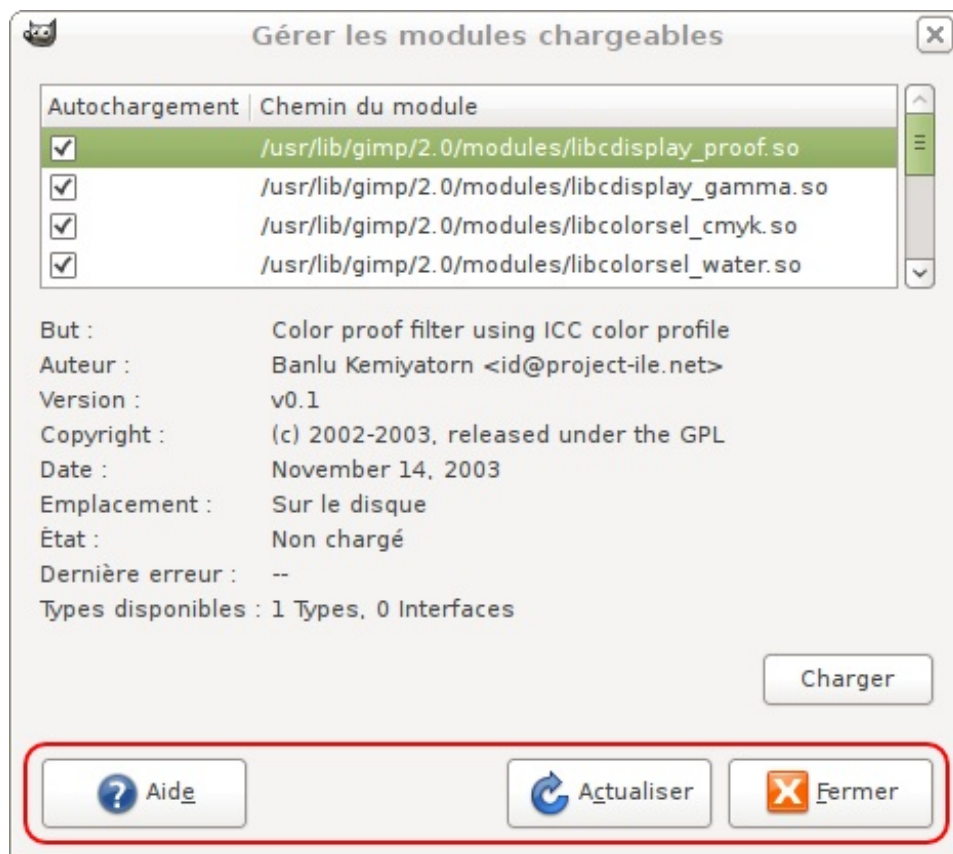 Gérer les modules chargeables
Autochargement Chemin du module
/usr/lib/gimp/2.0/modules/libcdisplay_proof.so
/usr/lib/gimp/2.0/modules/libcdisplay_gamma.so
/usr/lib/gimp/2.0/modules/libcolorsel_cmyk.so
/usr/lib/gimp/2.0/modules/libcolorsel_water.so
But : Color proof filter using ICC color profile
Auteur : Banlu Kemiyatorn <id@project-ile.net>
Version : v0.1
Copyright : (c) 2002-2003, released under the GPL
Date : November 14, 2003
Emplacement : Sur le disque
État : Non chargé
Dernière erreur : --
Types disponibles : 1 Types, 0 Interfaces
Charger
Aide Actualiser Fermer